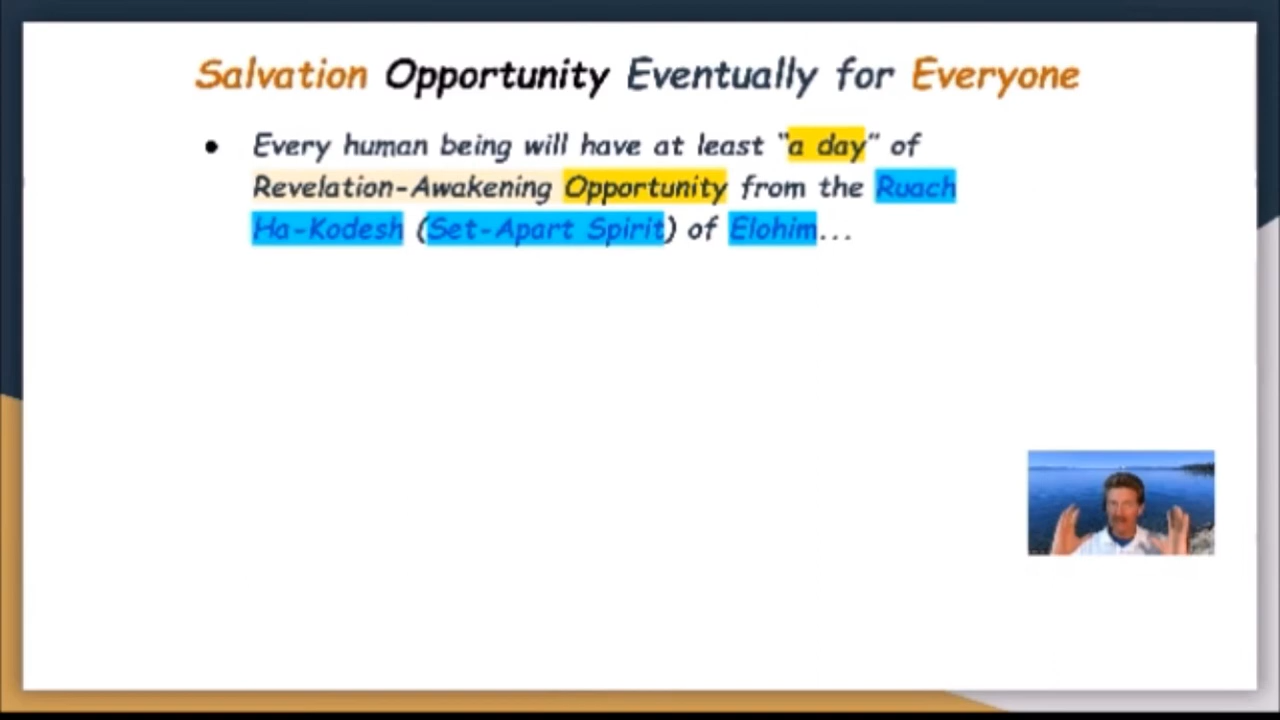 Salvation Opportunity Eventually for Everyone
● Every human being will have at least "a day" of
Revelation-Awakening Opportunity from the Ruach
Ha-Kodesh (Set-Apart Spirit) of Elohim...